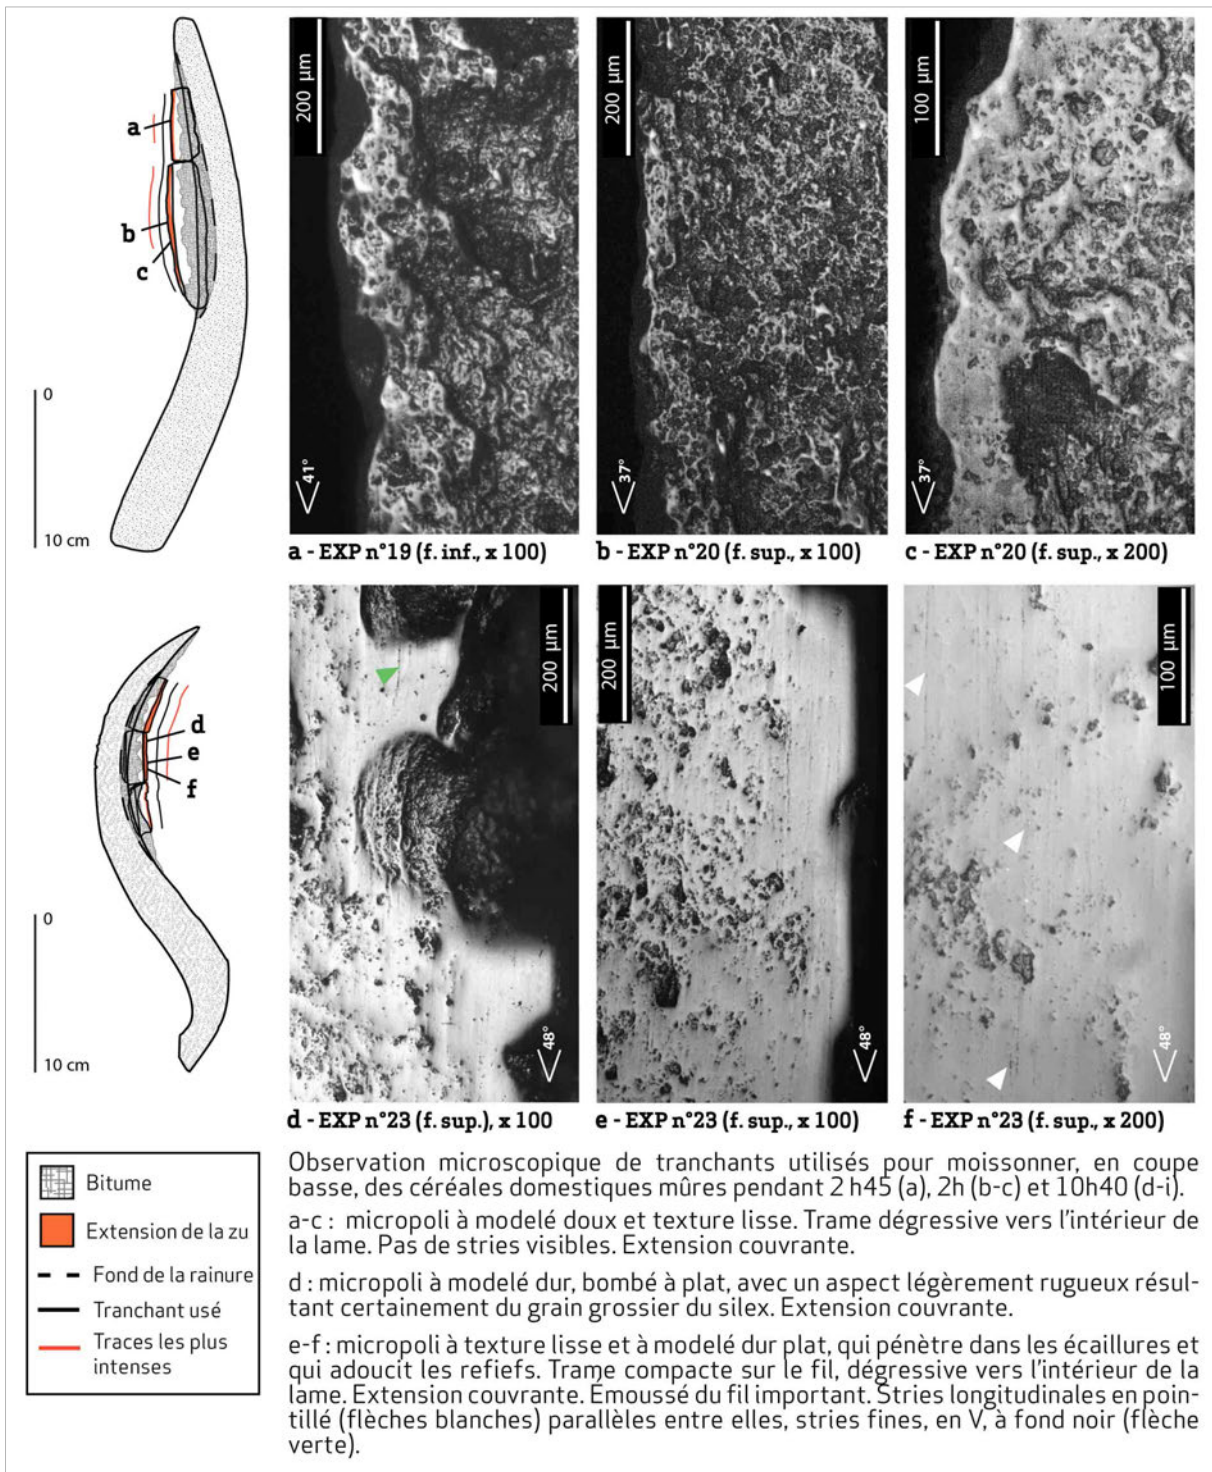 a
b
c
0
10 cm
200 µm
41°
a - EXP n°19 (f. inf., x 100)
200 µm
37°
b - EXP n°20 (f. sup., x 100)
100 µm
37°
c - EXP n°20 (f. sup., x 200)
d
e
f
0
10 cm
200 µm
48°
d - EXP n°23 (f. sup.), x 100
200 µm
48°
e - EXP n°23 (f. sup., x 100)
100 µm
48°
f - EXP n°23 (f. sup., x 200)
Bitume
Extension de la zu
Fond de la rainure
Tranchant usé
Traces les plus
intenses
Observation microscopique de tranchants utilisés pour moissonner, en coupe
basse, des céréales domestiques mûres pendant 2 h45 (a), 2h (b-c) et 10h40 (d-i).
a-c : micropoli à modelé doux et texture lisse. Trame dégressive vers l'intérieur de
la lame. Pas de stries visibles. Extension couvrante.
d : micropoli à modelé dur, bombé à plat, avec un aspect légèrement rugueux résul-
tant certainement du grain grossier du silex. Extension couvrante.
e-f : micropoli à texture lisse et à modelé dur plat, qui pénètre dans les écaillures et
qui adoucit les refiefs. Trame compacte sur le fil, dégressive vers l'intérieur de la
lame. Extension couvrante. Émoussé du fil important. Stries longitudinales en poin-
tillé (flèches blanches) parallèles entre elles, stries fines, en V, à fond noir (flèche
verte).